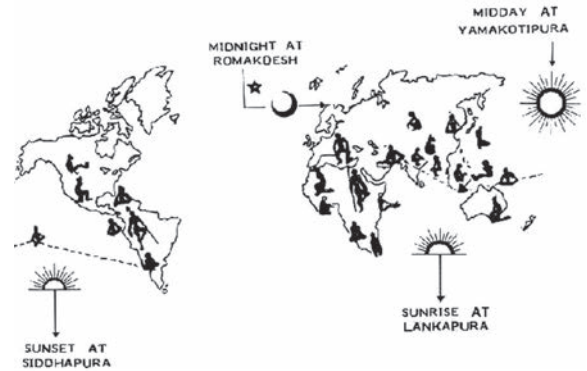 MIDDAY AT
YAMAKOTIPURA
MIDNIGHT AT
ROMAKDESH
SUNRISE AT
LANKAPURA
SUNSET AT
SIDDHAPURA